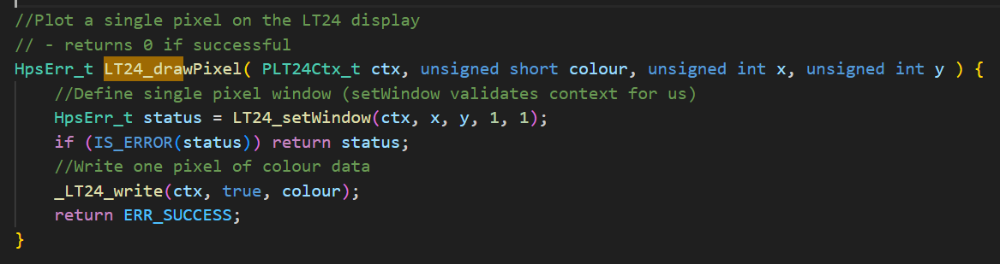 //Plot a single pixel on the LT24 display
// - returns 0 if successful
HpsErr_t LT24_drawPixel( PLT24Ctx_t ctx, unsigned short colour, unsigned int x, unsigned int y ) {
    //Define single pixel window (setWindow validates context for us)
    HpsErr_t status = LT24_setWindow(ctx, x, y, 1, 1);
    if (IS_ERROR(status)) return status;
    //Write one pixel of colour data
    _LT24_write(ctx, true, colour);
    return ERR_SUCCESS;
}